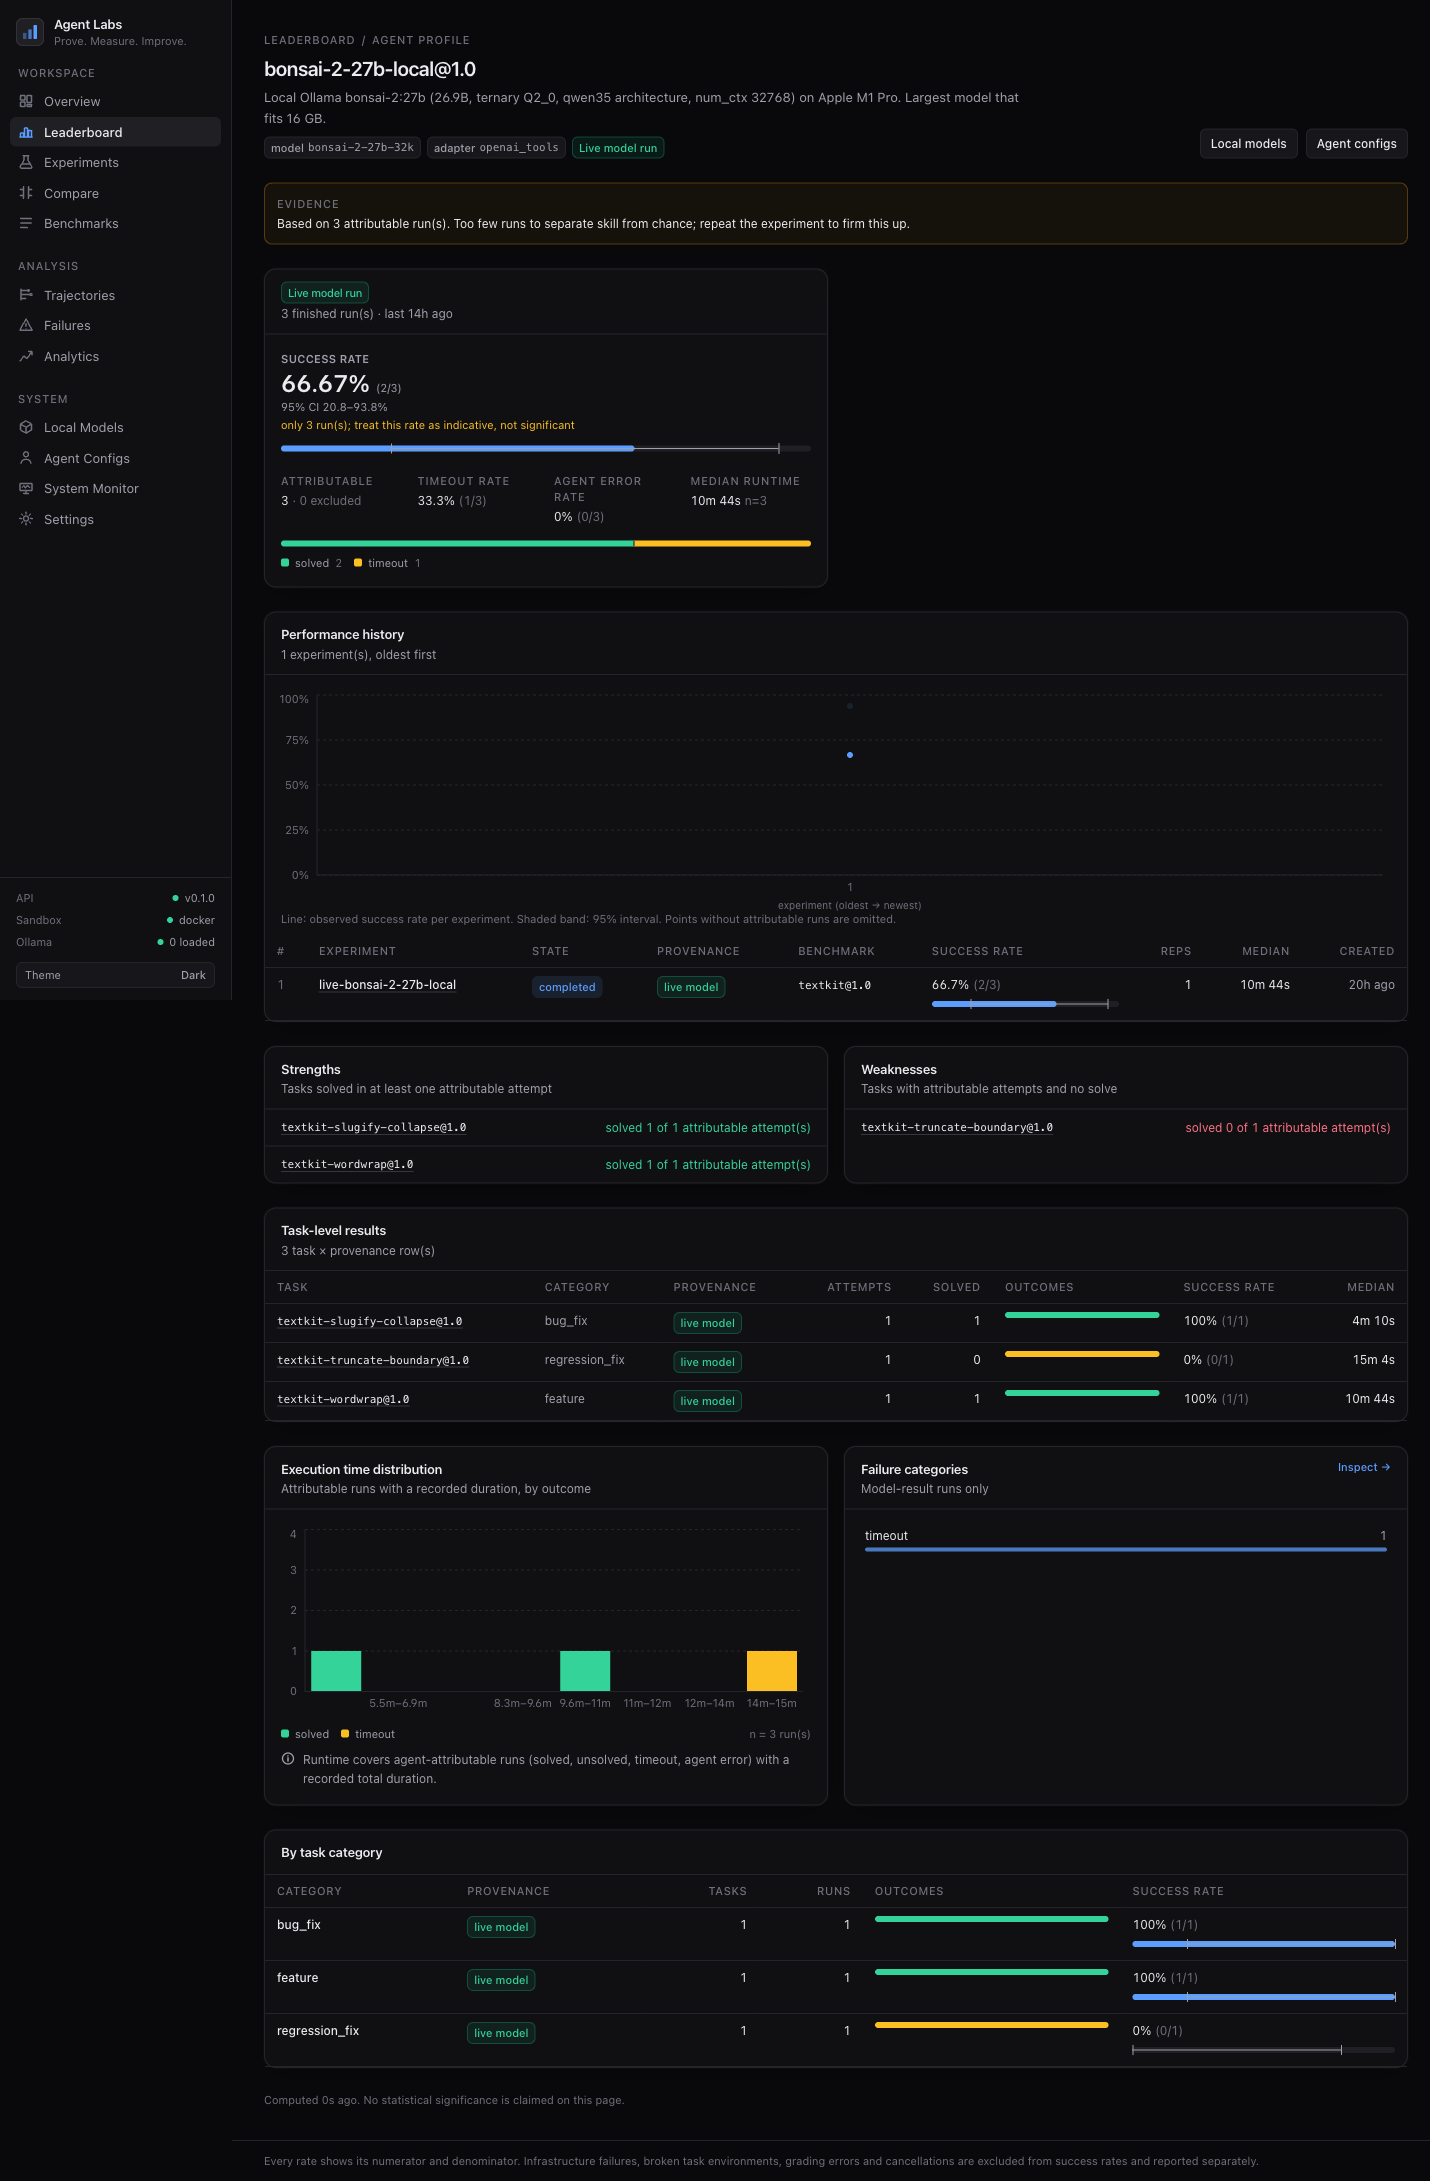 Agent Labs
Prove. Measure. Improve.
WORKSPACE
Overview
Leaderboard
Experiments
Compare
Benchmarks
ANALYSIS
Trajectories
Failures
Analytics
SYSTEM
Local Models
Agent Configs
System Monitor
Settings
API v0.1.0
Sandbox docker
Ollama 0 loaded
Theme Dark
LEADERBOARD / AGENT PROFILE
bonsai-2-27b-local@1.0
Local Ollama bonsai-2:27b (26.9B, ternary Q2_0, qwen35 architecture, num_ctx 32768) on Apple M1 Pro. Largest model that
fits 16 GB.
model bonsai-2-27b-32k adapter openai_tools Live model run
Local models Agent configs
EVIDENCE
Based on 3 attributable run(s). Too few runs to separate skill from chance; repeat the experiment to firm this up.
Live model run
3 finished run(s) · last 14h ago
SUCCESS RATE
66.67% (2/3)
95% CI 20.8–93.8%
only 3 run(s); treat this rate as indicative, not significant
ATTRIBUTABLE TIMEOUT RATE AGENT ERROR RATE MEDIAN RUNTIME
3 · 0 excluded 33.3% (1/3) 0% (0/3) 10m 44s n=3
solved 2 timeout 1
Performance history
1 experiment(s), oldest first
100%
75%
50%
25%
0%
1
experiment (oldest → newest)
Line: observed success rate per experiment. Shaded band: 95% interval. Points without attributable runs are omitted.
# EXPERIMENT STATE PROVENANCE BENCHMARK SUCCESS RATE REPS MEDIAN CREATED
1 live-bonsai-2-27b-local completed live model textkit@1.0 66.7% (2/3) 1 10m 44s 20h ago
Strengths
Tasks solved in at least one attributable attempt
textkit-slugify-collapse@1.0 solved 1 of 1 attributable attempt(s)
textkit-wordwrap@1.0 solved 1 of 1 attributable attempt(s)
Weaknesses
Tasks with attributable attempts and no solve
textkit-truncate-boundary@1.0 solved 0 of 1 attributable attempt(s)
Task-level results
3 task × provenance row(s)
TASK CATEGORY PROVENANCE ATTEMPTS SOLVED OUTCOMES SUCCESS RATE MEDIAN
textkit-slugify-collapse@1.0 bug_fix live model 1 1 100% (1/1) 4m 10s
textkit-truncate-boundary@1.0 regression_fix live model 1 0 0% (0/1) 15m 4s
textkit-wordwrap@1.0 feature live model 1 1 100% (1/1) 10m 44s
Execution time distribution
Attributable runs with a recorded duration, by outcome
4
3
2
1
0
5.5m–6.9m 8.3m–9.6m 9.6m–11m 11m–12m 12m–14m 14m–15m
solved timeout n = 3 run(s)
Runtime covers agent-attributable runs (solved, unsolved, timeout, agent error) with a
recorded total duration.
Failure categories
Inspect →
Model-result runs only
timeout 1
By task category
CATEGORY PROVENANCE TASKS RUNS OUTCOMES SUCCESS RATE
bug_fix live model 1 1 100% (1/1)
feature live model 1 1 100% (1/1)
regression_fix live model 1 1 0% (0/1)
Computed 0s ago. No statistical significance is claimed on this page.
Every rate shows its numerator and denominator. Infrastructure failures, broken task environments, grading errors and cancellations are excluded from success rates and reported separately.